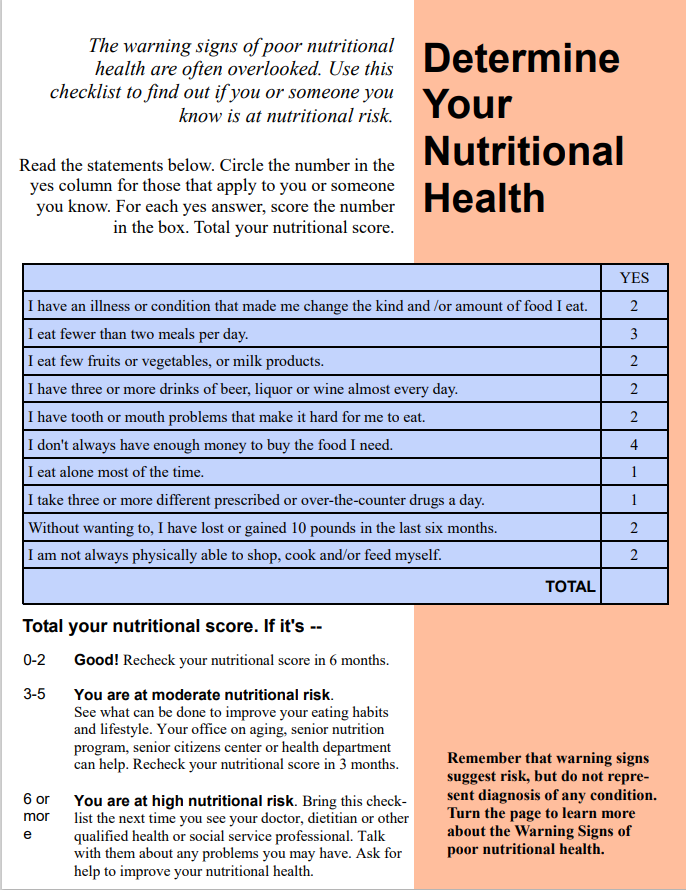 The warning signs of poor nutritional
health are often overlooked. Use this
checklist to find out if you or someone you
know is at nutritional risk.
Read the statements below. Circle the number in the
yes column for those that apply to you or someone
you know. For each yes answer, score the number
in the box. Total your nutritional score.
Determine
Your
Nutritional
Health
YES
I have an illness or condition that made me change the kind and /or amount of food I eat. 2
I eat fewer than two meals per day. 3
I eat few fruits or vegetables, or milk products. 2
I have three or more drinks of beer, liquor or wine almost every day. 2
I have tooth or mouth problems that make it hard for me to eat. 2
I don't always have enough money to buy the food I need. 4
I eat alone most of the time. 1
I take three or more different prescribed or over-the-counter drugs a day. 1
Without wanting to, I have lost or gained 10 pounds in the last six months. 2
I am not always physically able to shop, cook and/or feed myself. 2
TOTAL
Total your nutritional score. If it's --
0-2 Good! Recheck your nutritional score in 6 months.
3-5 You are at moderate nutritional risk.
See what can be done to improve your eating habits
and lifestyle. Your office on aging, senior nutrition
program, senior citizens center or health department
can help. Recheck your nutritional score in 3 months.
6 or
mor
e
You are at high nutritional risk. Bring this check-
list the next time you see your doctor, dietitian or other
qualified health or social service professional. Talk
with them about any problems you may have. Ask for
help to improve your nutritional health.
Remember that warning signs
suggest risk, but do not repre-
sent diagnosis of any condition.
Turn the page to learn more
about the Warning Signs of
poor nutritional health.